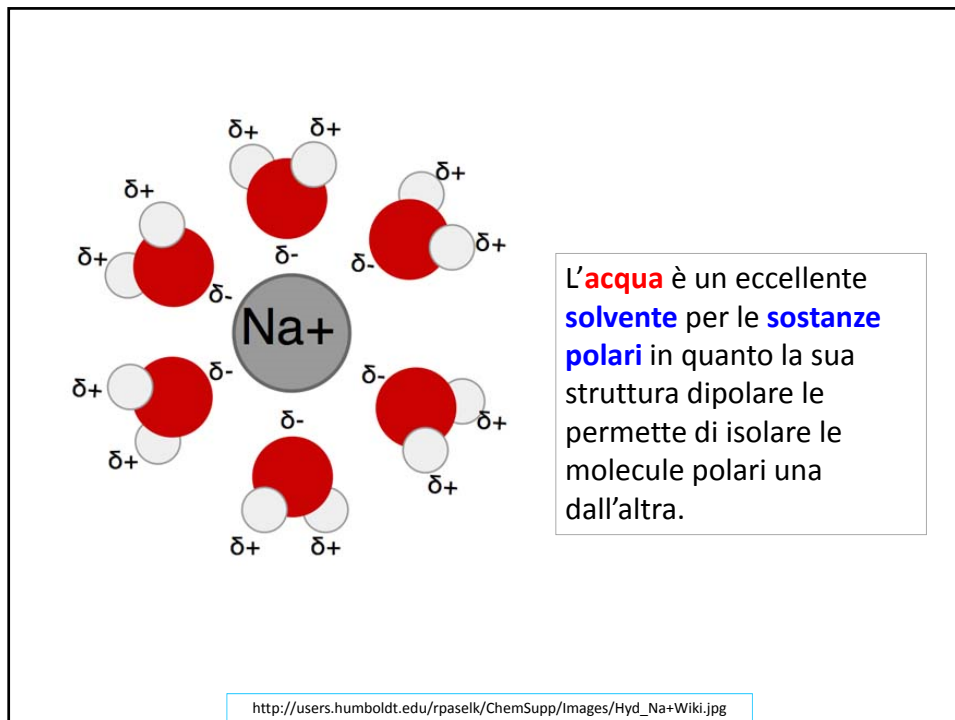 δ+ δ+
δ+ δ+
δ+ δ+
δ- δ- δ-
Na+
δ- δ-
δ+ δ- δ+
δ+ δ+
δ+ δ+
L’acqua è un eccellente
solvente per le sostanze
polari in quanto la sua
struttura dipolare le
permette di isolare le
molecule polari una
dall’altra.
http://users.humboldt.edu/rpaselk/ChemSupp/Images/Hyd_Na+Wiki.jpg